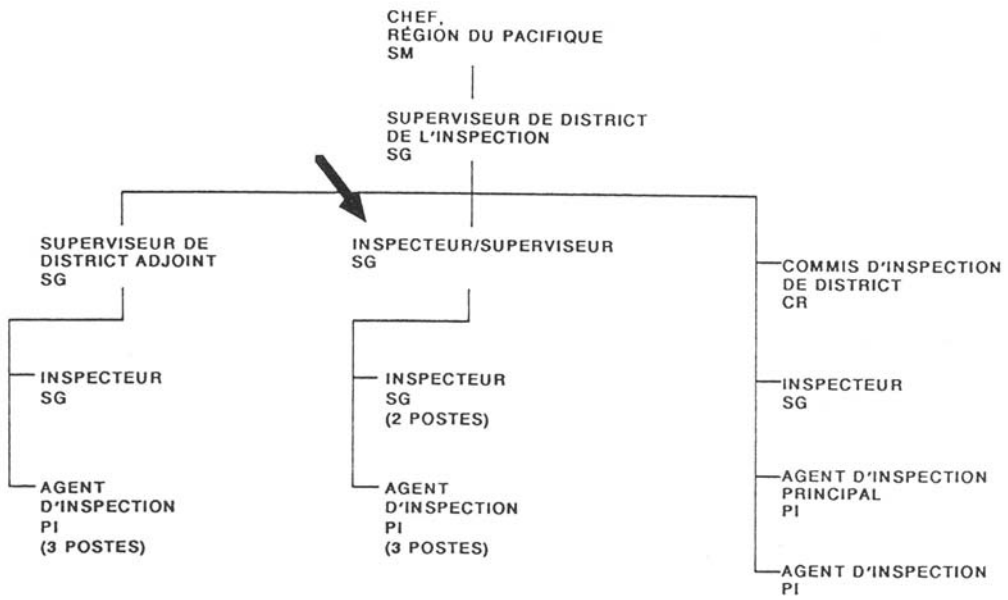 CHEF,
RÉGION DU PACIFIQUE
SM
SUPERVISEUR DE DISTRICT
DE L'INSPECTION
SG
SUPERVISEUR DE
DISTRICT ADJOINT
SG
INSPECTEUR
SG
AGENT
D'INSPECTION
PI
(3 POSTES)
INSPECTEUR/SUPERVISEUR
SG
INSPECTEUR
SG
(2 POSTES)
AGENT
D'INSPECTION
PI
(3 POSTES)
COMMIS D'INSPECTION
DE DISTRICT
CR
INSPECTEUR
SG
AGENT D'INSPECTION
PRINCIPAL
PI
AGENT D'INSPECTION
PI